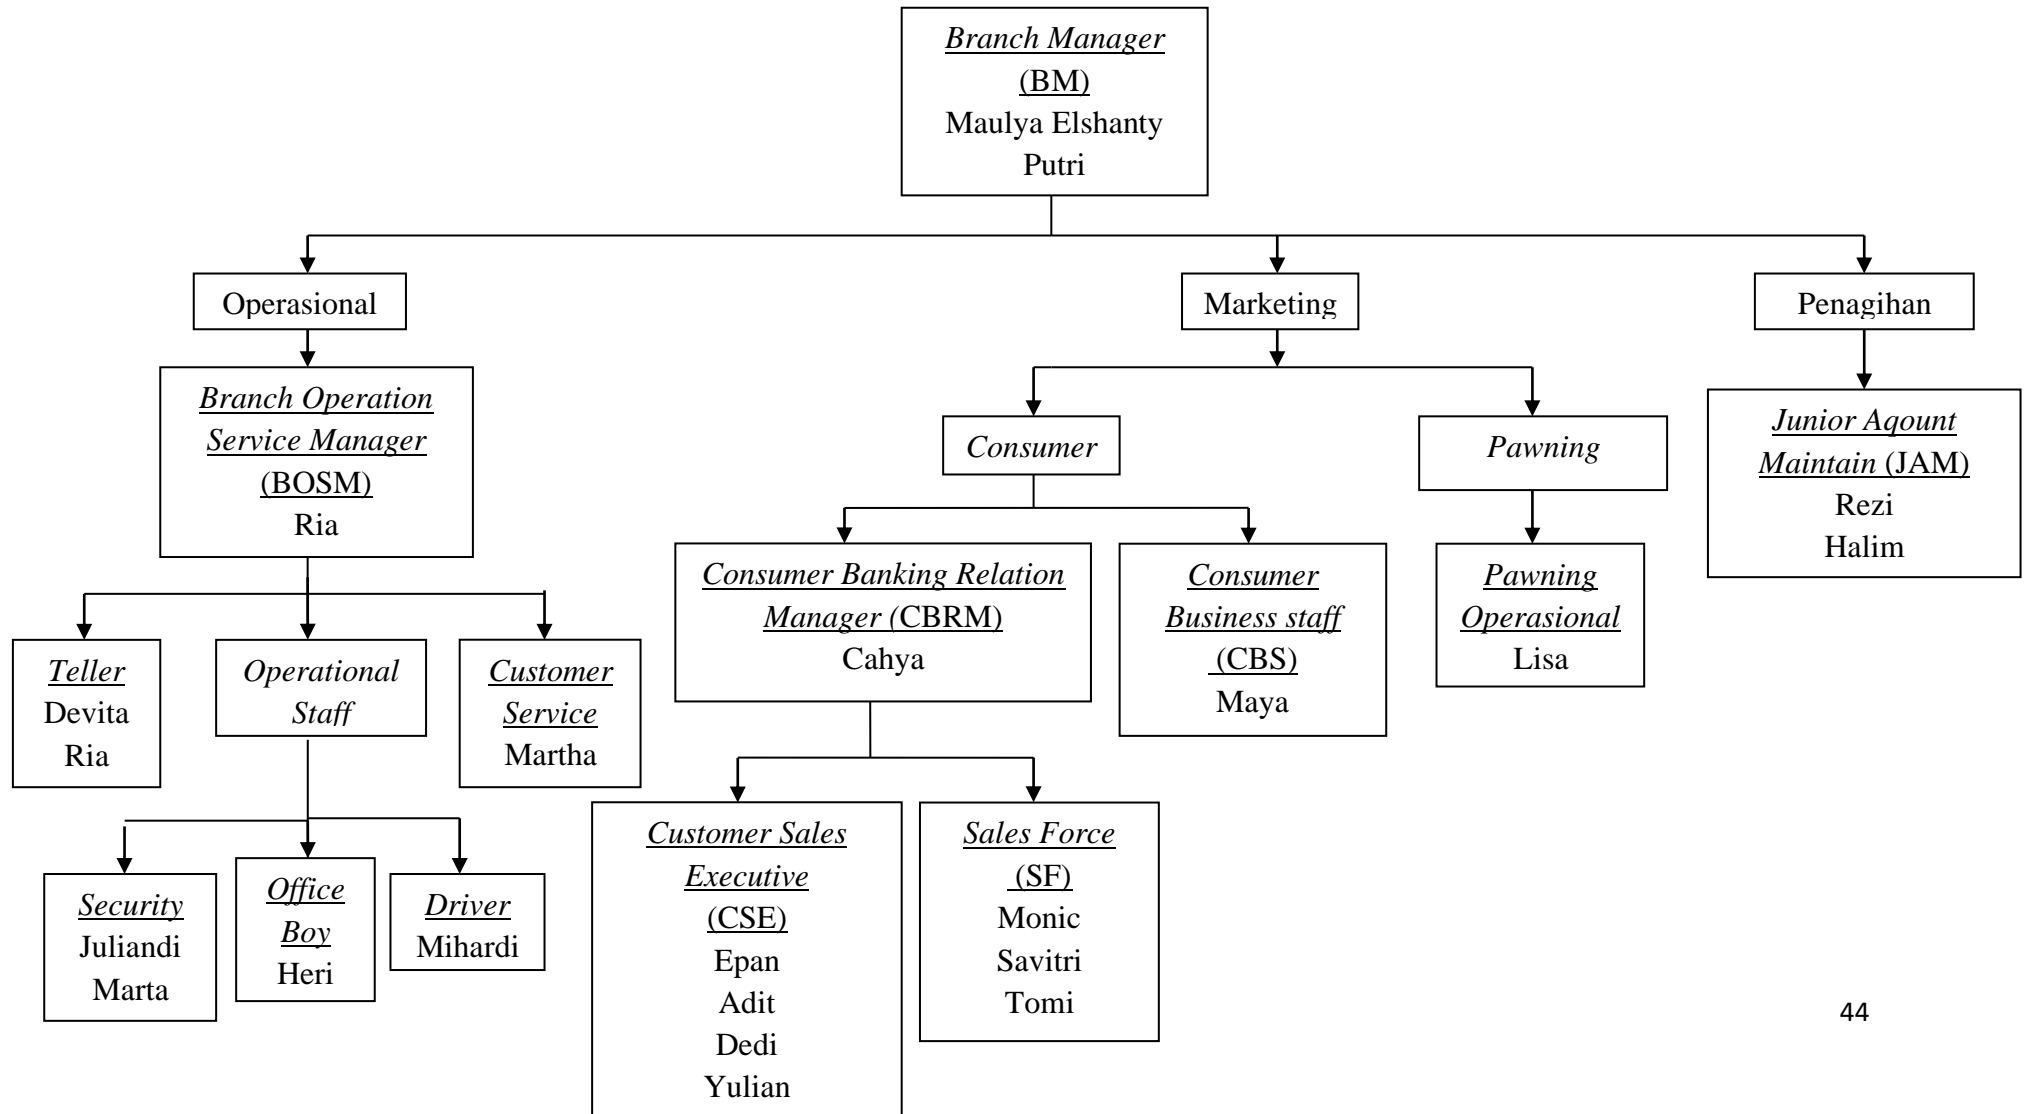 Branch Manager
(BM)
Maulya Elshanty
Putri
Operasional
Marketing
Penagihan
Branch Operation
Service Manager
(BOSM)
Ria
Consumer
Pawning
Junior Aqount
Maintain (JAM)
Rezi
Halim
Consumer Banking Relation
Manager (CBRM)
Cahya
Consumer
Business staff
(CBS)
Maya
Pawning
Operasional
Lisa
Teller
Devita
Ria
Operational
Staff
Customer
Service
Martha
Customer Sales
Executive
(CSE)
Epan
Adit
Dedi
Yulian
Sales Force
(SF)
Monic
Savitri
Tomi
Security
Juliandi
Marta
Office
Boy
Heri
Driver
Mihardi
44